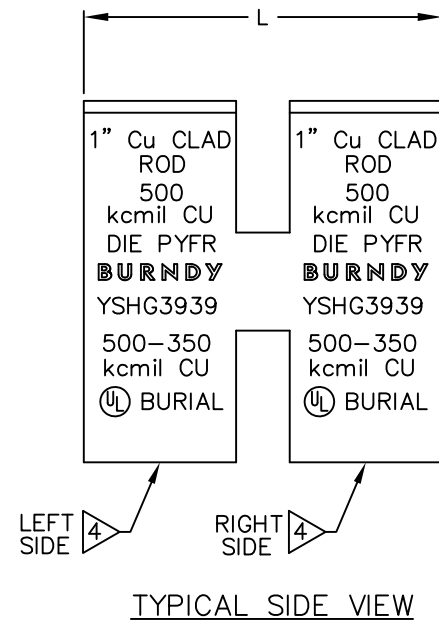 L
1” Cu CLAD
ROD
500
kcmil CU
DIE PYFR
BURNDY
YSHG3939
500-350
kcmil CU
UL BURIAL
1” Cu CLAD
ROD
500
kcmil CU
DIE PYFR
BURNDY
YSHG3939
500-350
kcmil CU
UL BURIAL
LEFT
SIDE
4
RIGHT
SIDE
4
TYPICAL SIDE VIEW